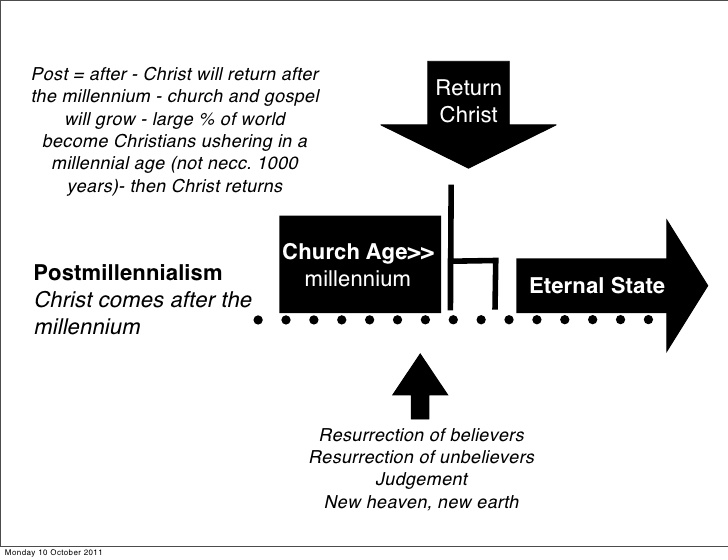 Post = after - Christ will return after
the millennium - church and gospel
will grow - large % of world
become Christians ushering in a
millennial age (not necc. 1000
years)- then Christ returns
Return
Christ
Church Age>>
millennium
Postmillennialism
Christ comes after the
millennium
Eternal State
Resurrection of believers
Resurrection of unbelievers
Judgement
New heaven, new earth
Monday 10 October 2011